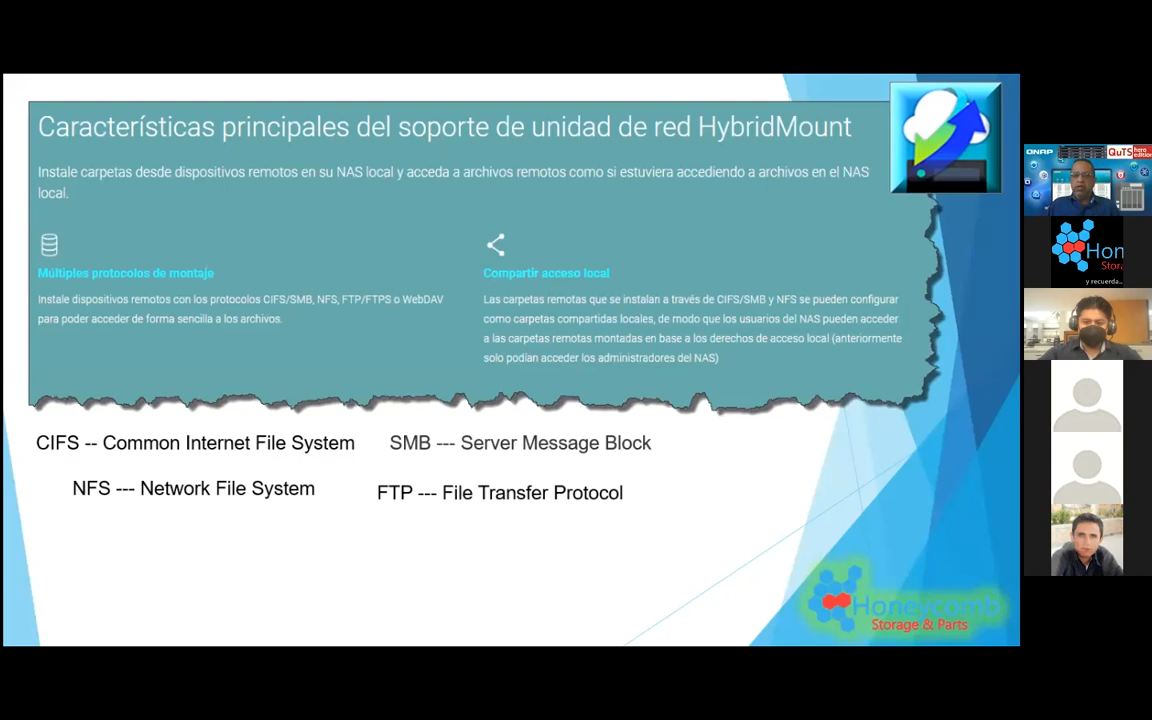 Características principales del soporte de unidad de red HybridMount
Instale carpetas desde dispositivos remotos en su NAS local y acceda a archivos remotos como si estuviera accediendo a archivos en el NAS
local.
Múltiples protocolos de montaje
Instale dispositivos remotos con los protocolos CIFS/SMB, NFS, FTP/FTPS o WebDAV
para poder acceder de forma sencilla a los archivos.
Compartir acceso local
Las carpetas remotas que se instalan a través de CIFS/SMB y NFS se pueden configurar
como carpetas compartidas locales, de modo que los usuarios del NAS pueden acceder
a las carpetas remotas montadas en base a los derechos de acceso local (anteriormente
solo podían acceder los administradores del NAS)
CIFS -- Common Internet File System
SMB --- Server Message Block
NFS --- Network File System
FTP --- File Transfer Protocol
Honeycomb
Storage & Parts
QNAP
QuTS hero
edition
Hon
Stor
y recuerda...